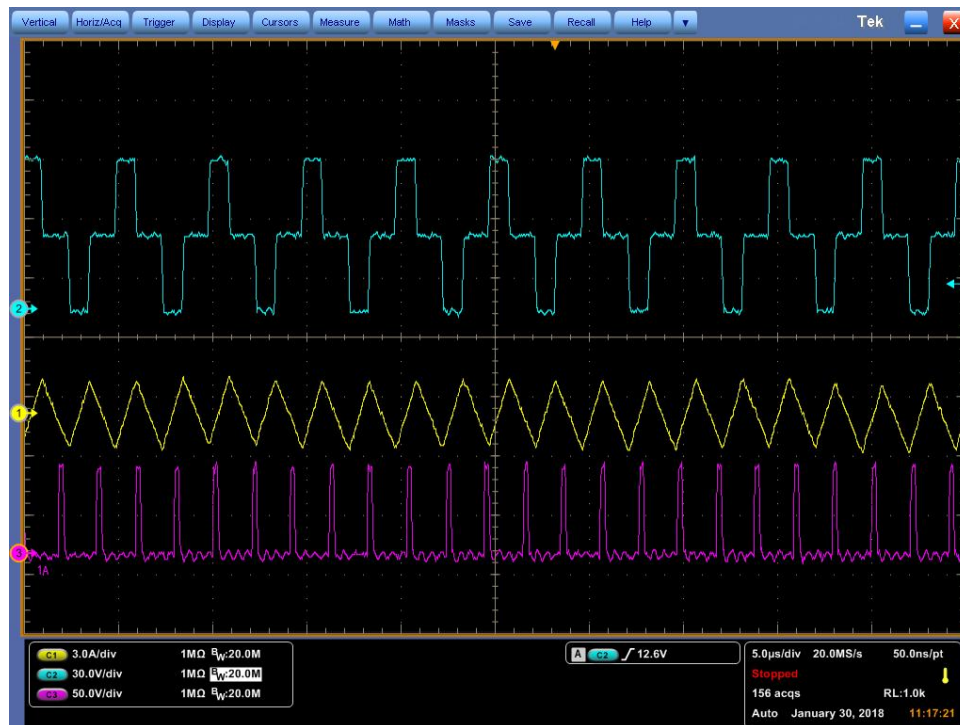 Vertical Horiz/Acq Trigger Display Cursors Measure Math Masks Save Recall Help Tek X
2
1
3
1A
C1 3.0A/div 1MΩ BW:20.0M
C2 30.0V/div 1MΩ BW:20.0M
C3 50.0V/div 1MΩ BW:20.0M
A C2 12.6V
5.0µs/div 20.0MS/s 50.0ns/pt
Stopped
156 acqs RL:1.0k
Auto January 30, 2018 11:17:21